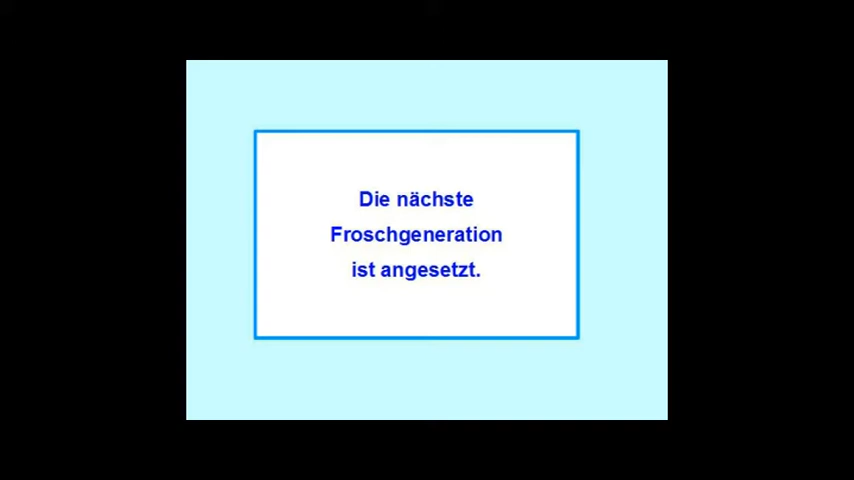 Die nächste
Froschgeneration
ist angesetzt.